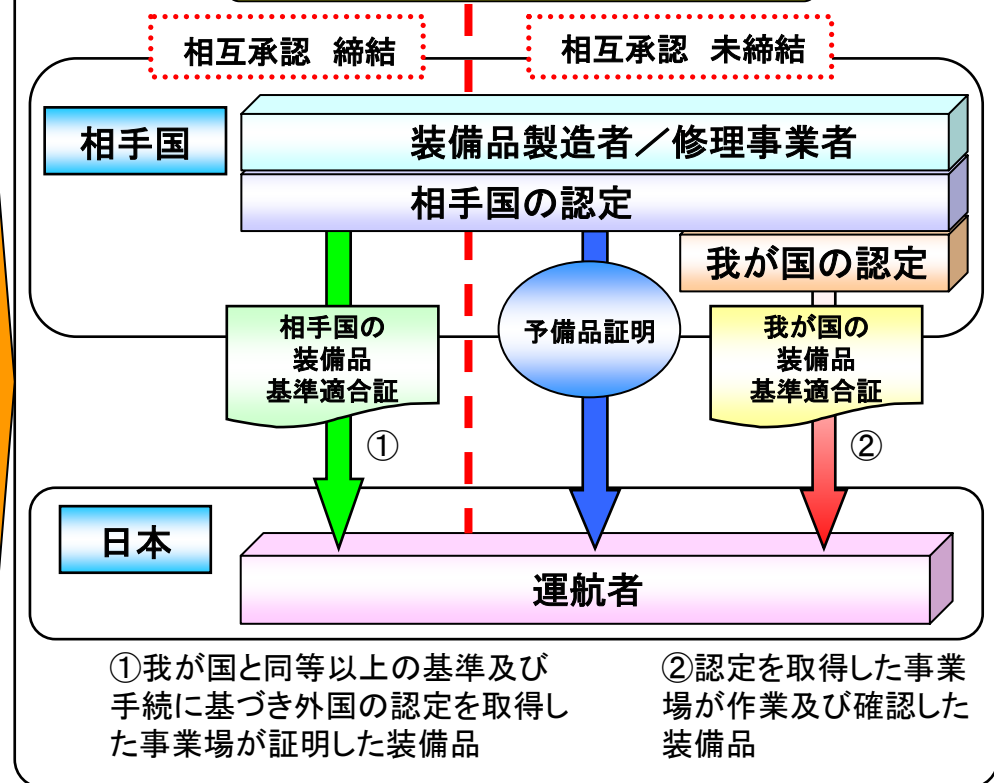 相互承認 締結
相互承認 未締結
相手国
装備品製造者／修理事業者
相手国の認定
我が国の認定
相手国の
装備品
基準適合証
予備品証明
我が国の
装備品
基準適合証
①
②
日本
運航者
①我が国と同等以上の基準及び
手続に基づき外国の認定を取得し
た事業場が証明した装備品
②認定を取得した事業
場が作業及び確認した
装備品